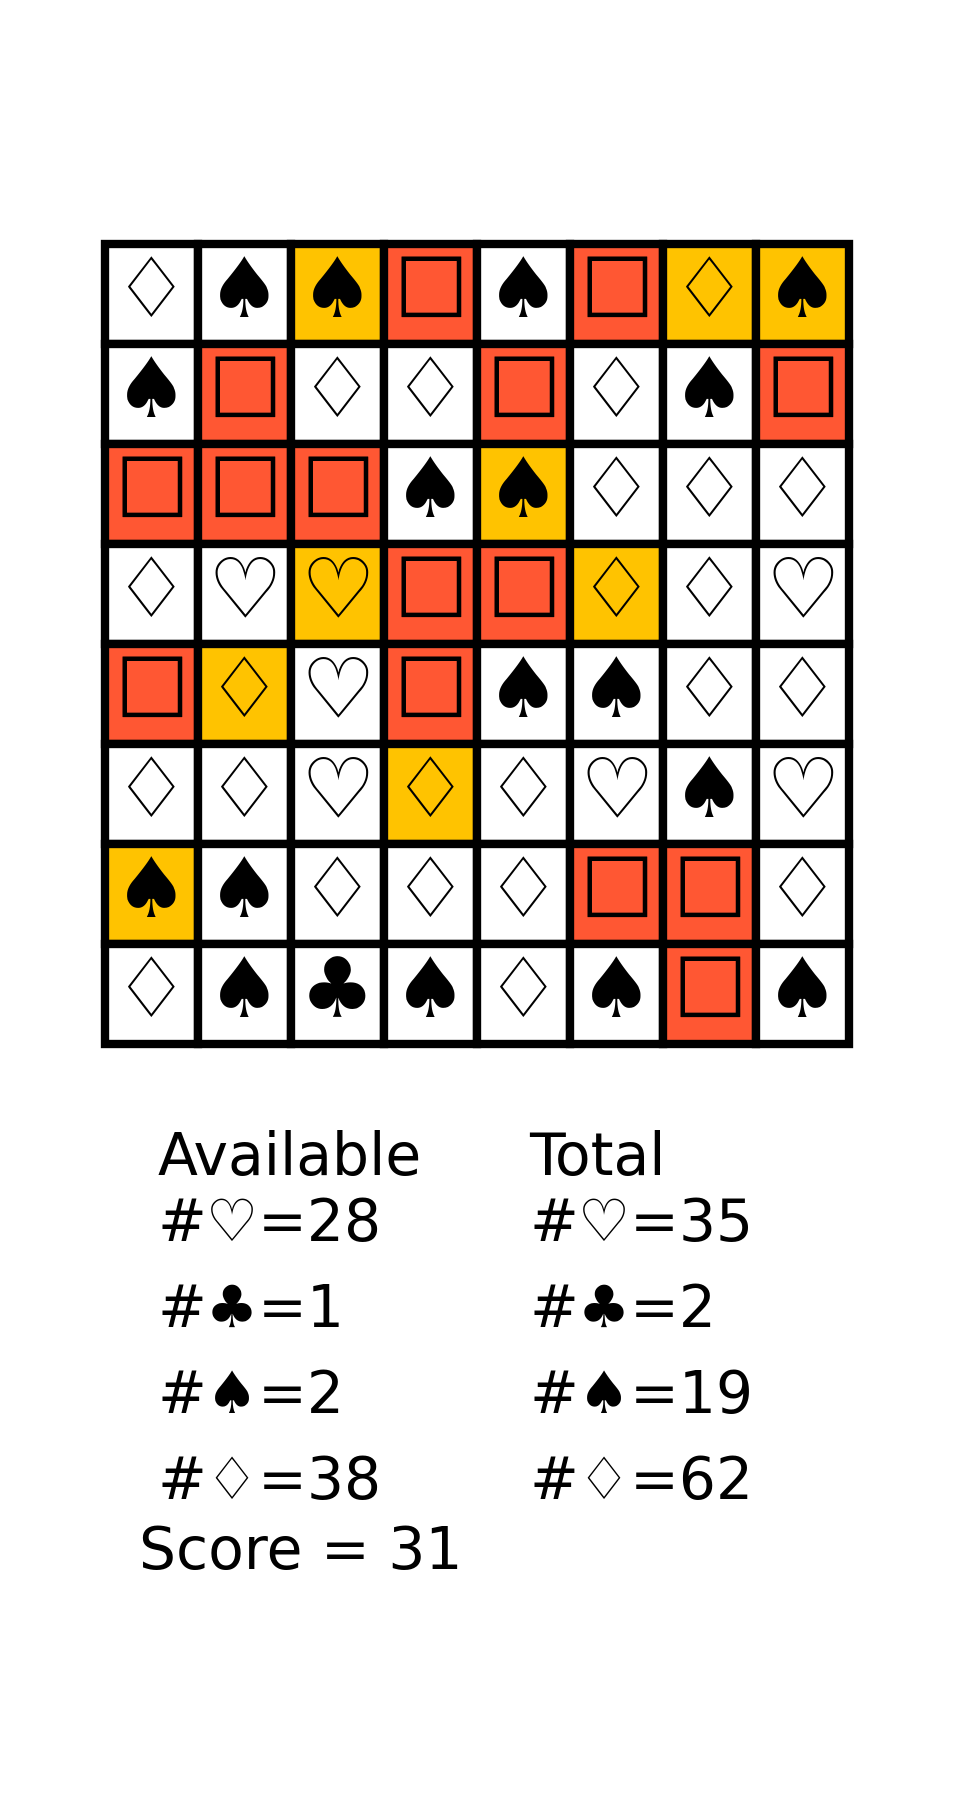 ♢ ♠ ♠ □ ♠ □ ♢ ♠
♠ □ ♢ ♢ □ ♢ ♠ □
□ □ □ ♠ ♠ ♢ ♢ ♢
♢ ♡ ♡ □ □ ♢ ♢ ♡
□ ♢ ♡ □ ♠ ♠ ♢ ♢
♢ ♢ ♡ ♢ ♢ ♡ ♠ ♡
♠ ♠ ♢ ♢ ♢ □ □ ♢
♢ ♠ ♣ ♠ ♢ ♠ □ ♠
Available Total
#♡=28 #♡=35
#♣=1 #♣=2
#♠=2 #♠=19
#♢=38 #♢=62
Score = 31